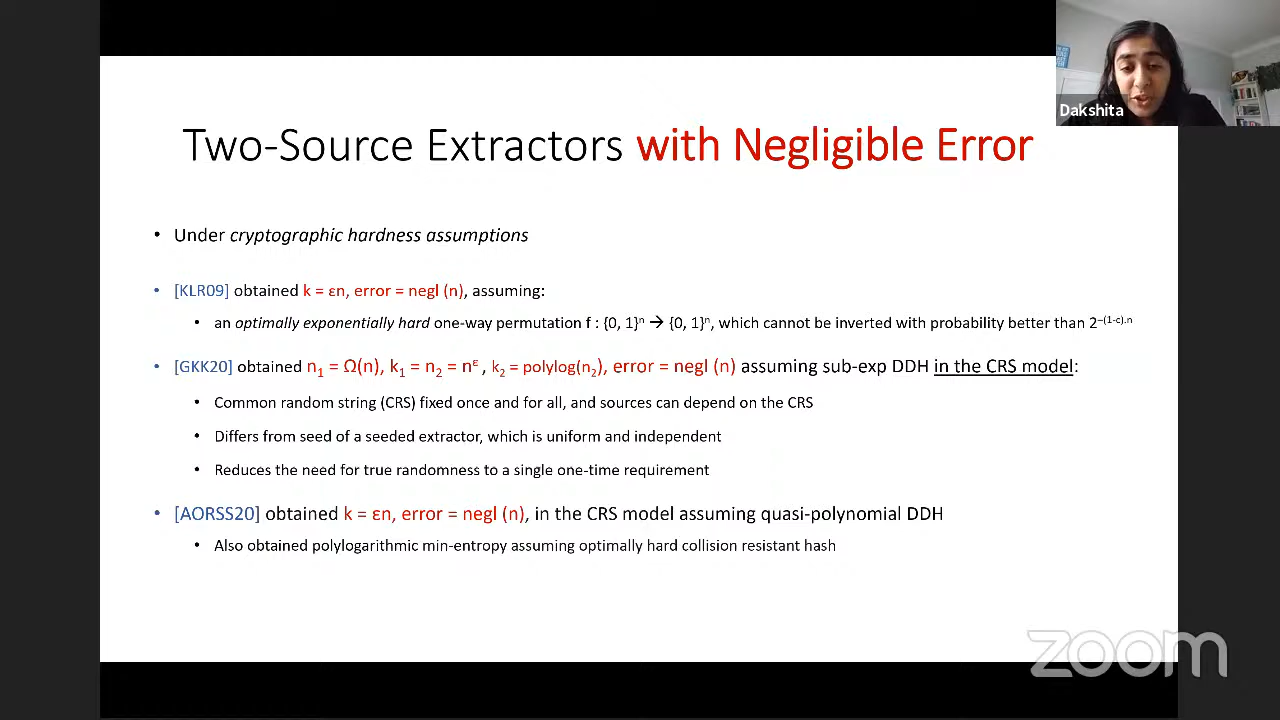 Dakshita
Two-Source Extractors with Negligible Error
• Under cryptographic hardness assumptions
• [KLR09] obtained k = εn, error = negl (n), assuming:
• an optimally exponentially hard one-way permutation f : {0, 1}ⁿ → {0, 1}ⁿ, which cannot be inverted with probability better than 2^–(1-c).n
• [GKK20] obtained n₁ = Ω(n), k₁ = n₂ = n^ε , k₂ = polylog(n₂), error = negl (n) assuming sub-exp DDH in the CRS model:
• Common random string (CRS) fixed once and for all, and sources can depend on the CRS
• Differs from seed of a seeded extractor, which is uniform and independent
• Reduces the need for true randomness to a single one-time requirement
• [AORSS20] obtained k = εn, error = negl (n), in the CRS model assuming quasi-polynomial DDH
• Also obtained polylogarithmic min-entropy assuming optimally hard collision resistant hash
zoom